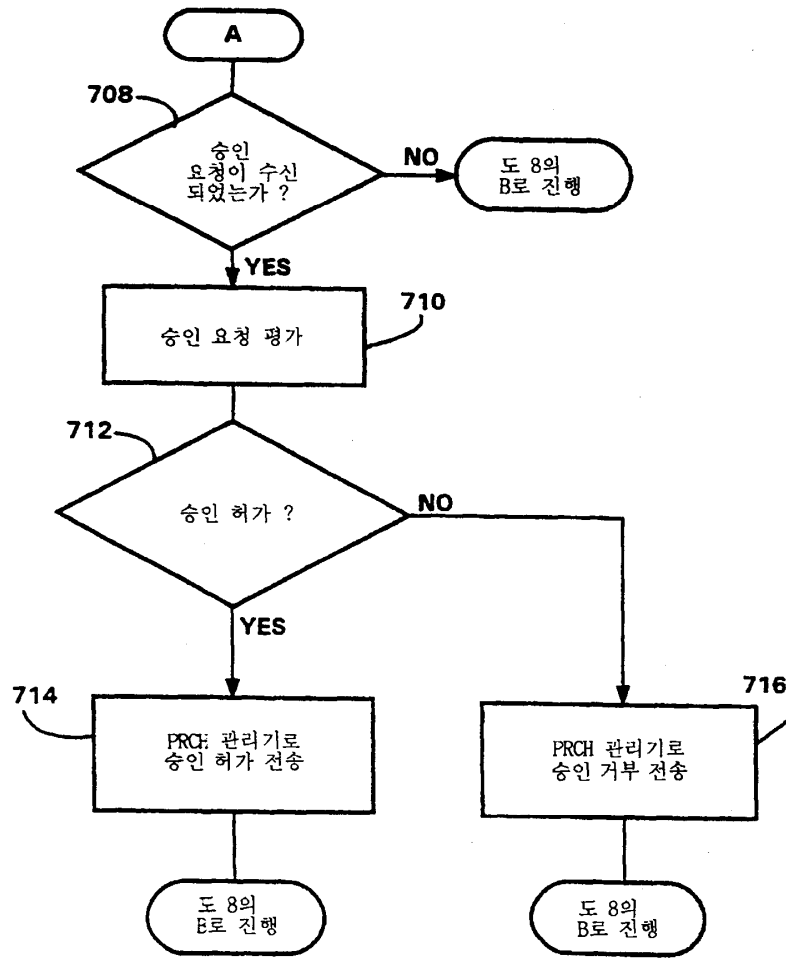 A
708
승인
요청이 수신
되었는가 ?
NO
도 8의
B로 진행
YES
710
승인 요청 평가
712
승인 허가 ?
NO
YES
714
PRCH 관리기로
승인 허가 전송
716
PRCH 관리기로
승인 거부 전송
도 8의
B로 진행
도 8의
B로 진행